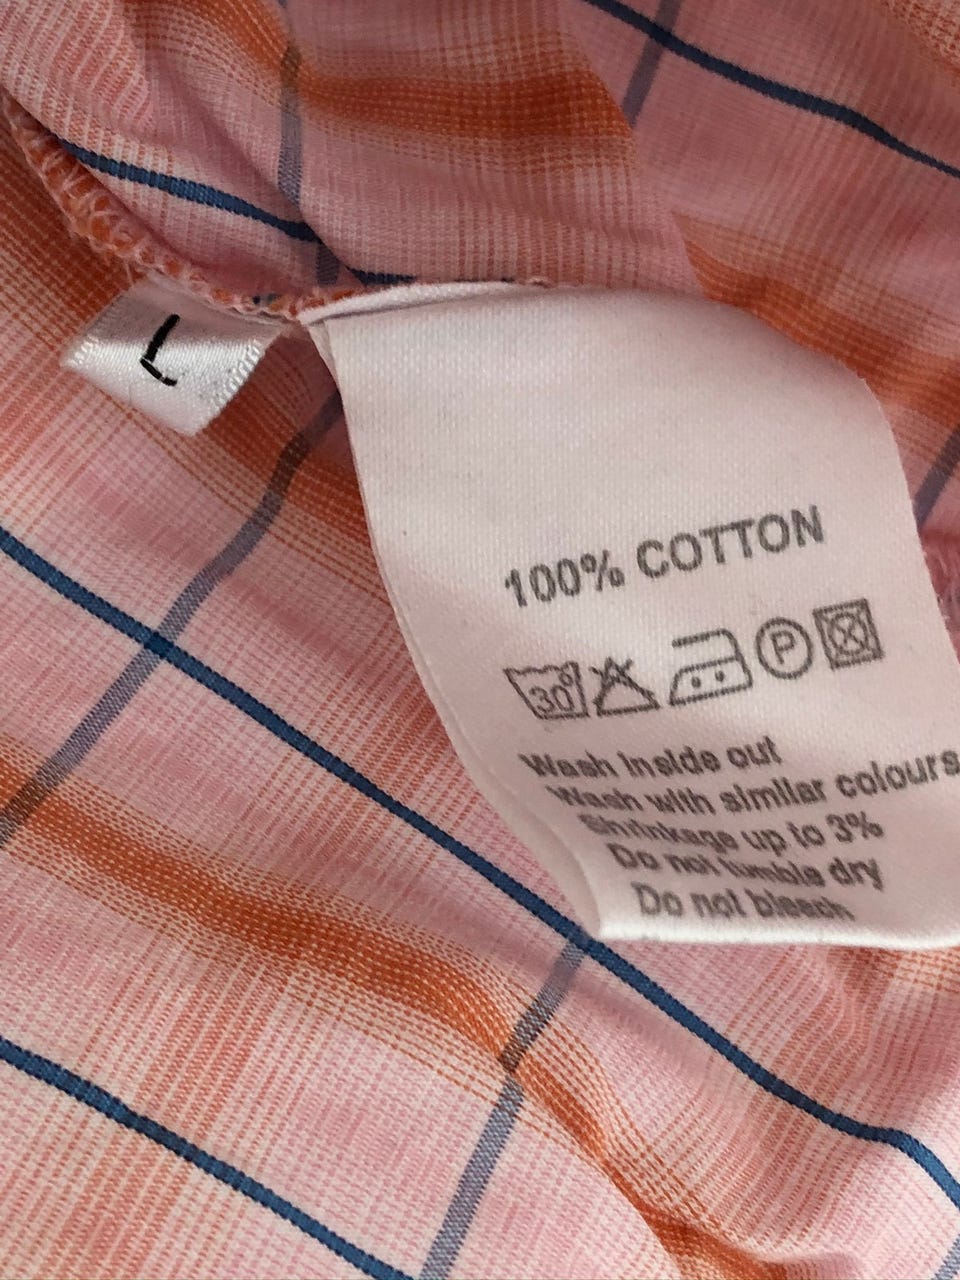 L
100% COTTON
30°
P
Wash inside out
Wash with similar colours
Shrinkage up to 3%
Do not tumble dry
Do not bleach